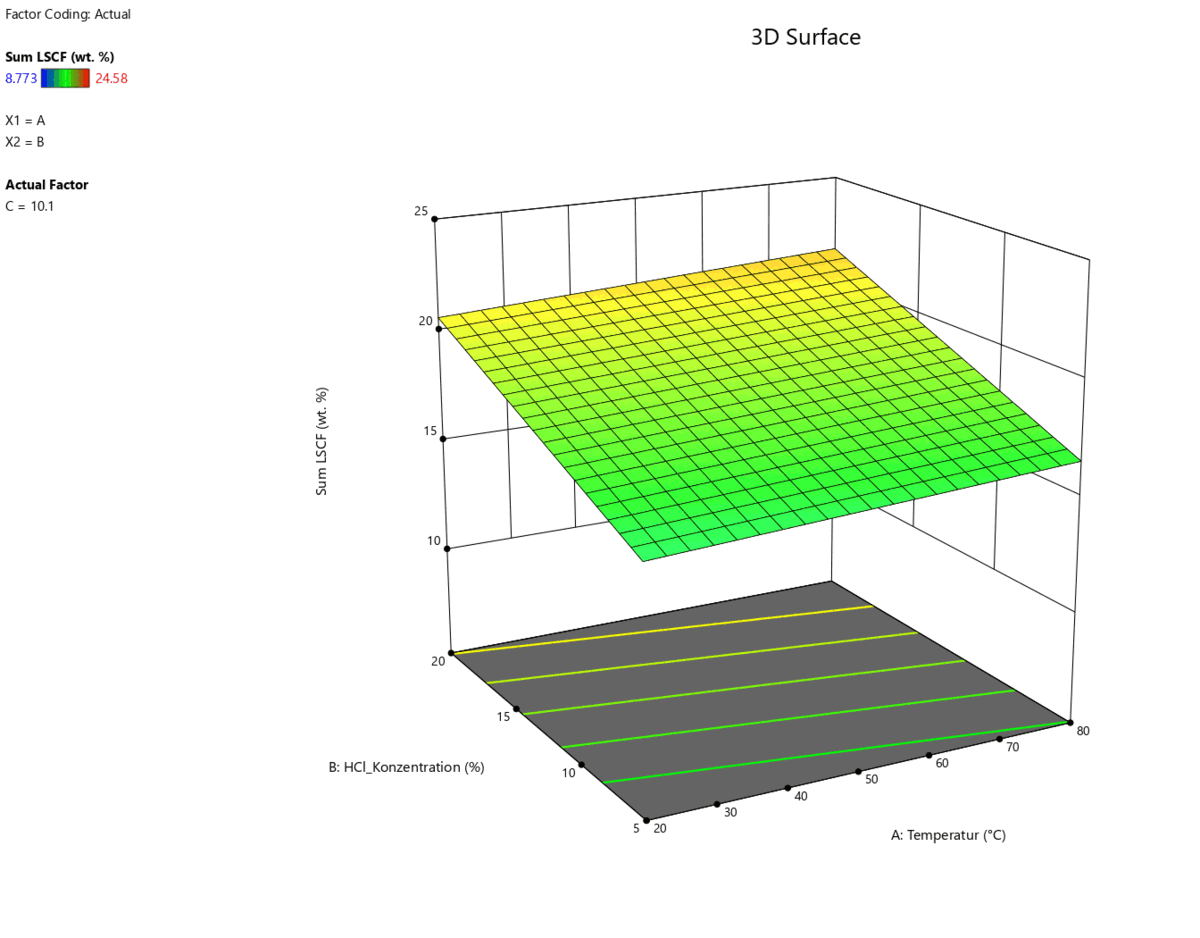 Factor Coding: Actual
3D Surface
Sum LSCF (wt. %)
8.773 24.58
X1 = A
X2 = B
Actual Factor
C = 10.1
25
20
15
10
Sum LSCF (wt. %)
20
15
10
5
B: HCl_Konzentration (%)
20
30
40
50
60
70
80
A: Temperatur (°C)